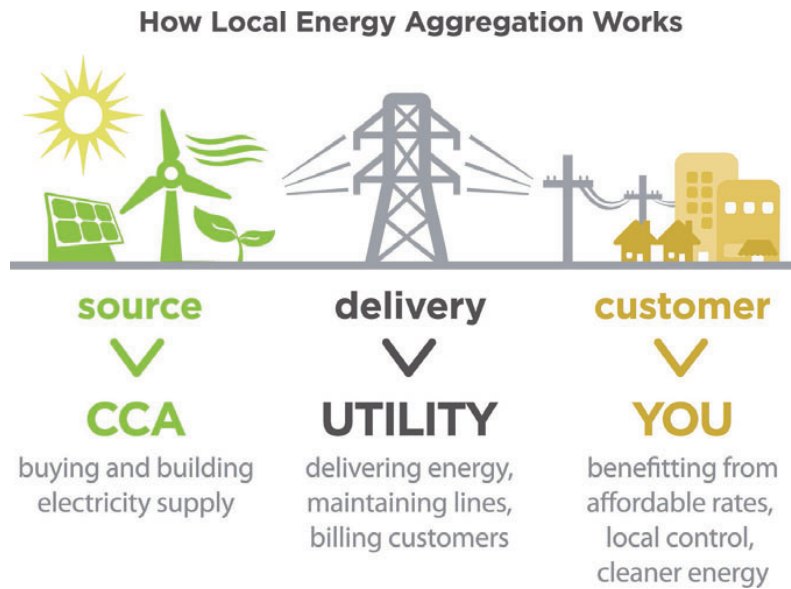 How Local Energy Aggregation Works
source
delivery
customer
CCA
UTILITY
YOU
buying and building
electricity supply
delivering energy,
maintaining lines,
billing customers
benefitting from
affordable rates,
local control,
cleaner energy